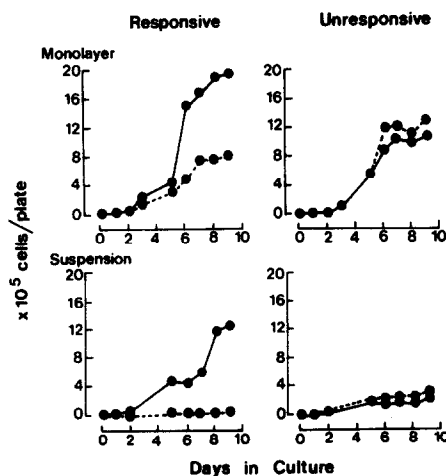 Responsive Unresponsive
Monolayer
20 20
16 16
12 12
8 8
4 4
0 0
0 2 4 6 8 10 0 2 4 6 8 10
Suspension
20 20
16 16
12 12
8 8
4 4
0 0
0 2 4 6 8 10 0 2 4 6 8 10
x 10⁵ cells/plate
Days in Culture